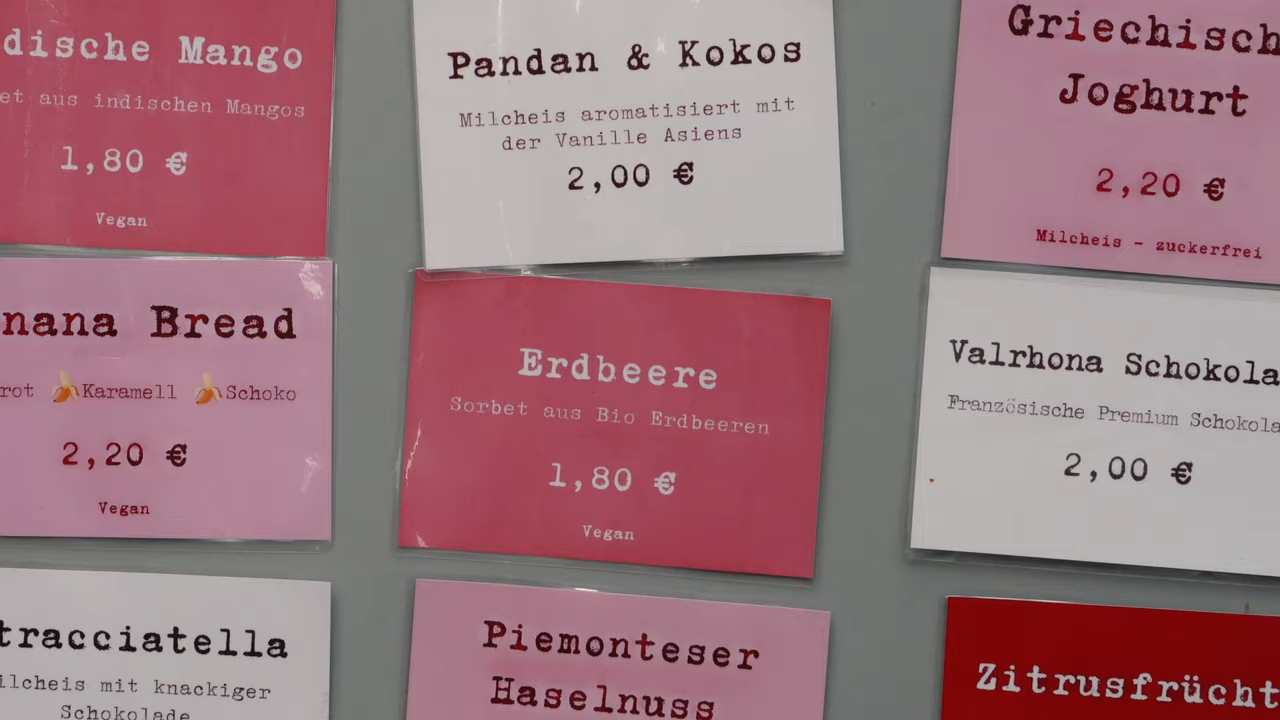 dische Mango
et aus indischen Mangos
1,80 €
Vegan
Pandan & Kokos
Milcheis aromatisiert mit
der Vanille Asiens
2,00 €
Griechisch
Joghurt
2,20 €
Milcheis - zuckerfrei
nana Bread
rot 🍌Karamell 🍌Schoko
2,20 €
Vegan
Erdbeere
Sorbet aus Bio Erdbeeren
1,80 €
Vegan
Valrhona Schokola
Französische Premium Schokola
2,00 €
tracciatella
ilcheis mit knackiger
Schokolade
Piemonteser
Haselnuss
Zitrusfrücht